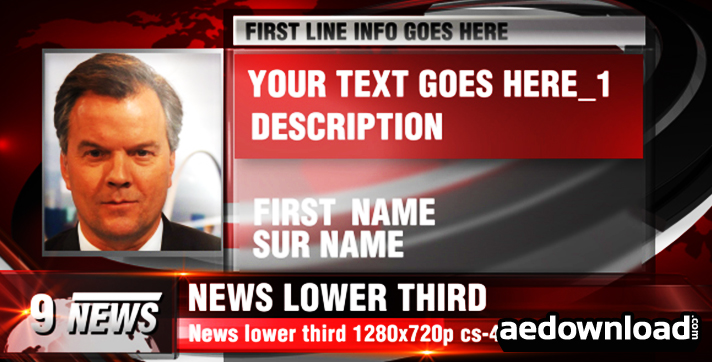 FIRST LINE INFO GOES HERE
YOUR TEXT GOES HERE_1
DESCRIPTION
FIRST NAME
SUR NAME
9 NEWS
NEWS LOWER THIRD
News lower third 1280x720p cs-4
aedownload.com